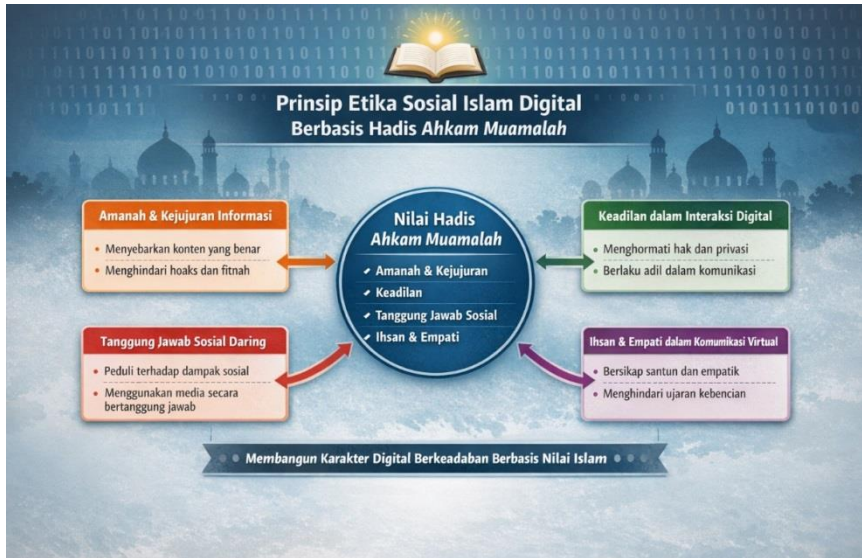 Prinsip Etika Sosial Islam Digital
Berbasis Hadis Ahkam Muamalah
Amanah & Kejujuran Informasi
• Menyebarkan konten yang benar
• Menghindari hoaks dan fitnah
Nilai Hadis
Ahkam Muamalah
✓ Amanah & Kejujuran
✓ Keadilan
✓ Tanggung Jawab Sosial
✓ Ihsan & Empati
Keadilan dalam Interaksi Digital
• Menghormati hak dan privasi
• Berlaku adil dalam komunikasi
Tanggung Jawab Sosial Daring
• Peduli terhadap dampak sosial
• Menggunakan media secara
bertanggung jawab
Ihsan & Empati dalam Komumikasi Virtual
• Bersikap santun dan empatik
• Menghindari ujaran kebencian
Membangun Karakter Digital Berkeadaban Berbasis Nilai Islam